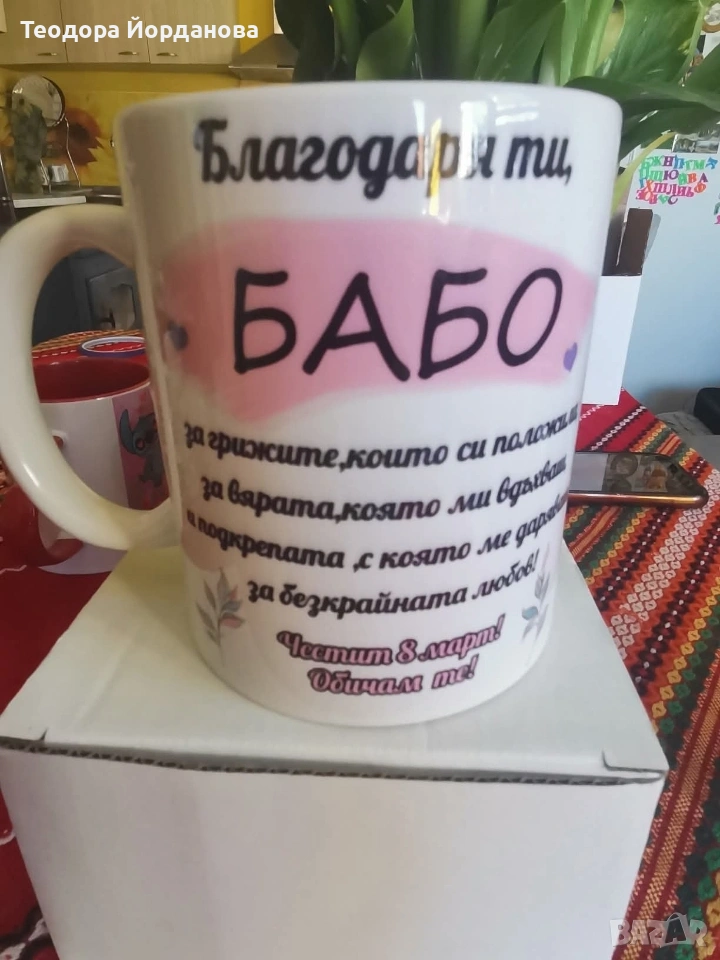 Теодора Йорданова
Благодаря ти,
БАБО
за грижите,които си положила
за вярата,която ми вдъхваш
и подкрепата ,с която ме даряваш
за безкрайната любов!
Честит 8 март!
Обичам те!
BAZAR